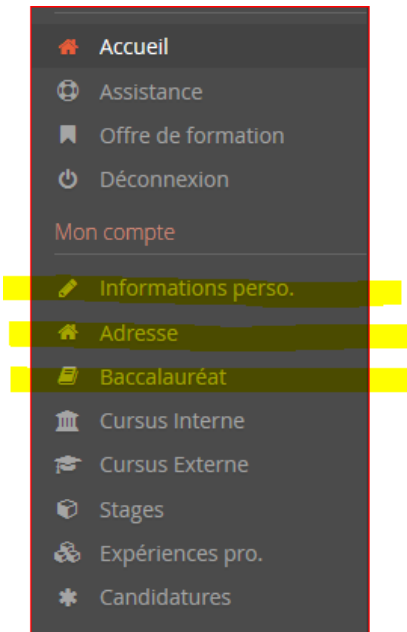 Accueil
Assistance
Offre de formation
Déconnexion
Mon compte
Informations perso.
Adresse
Baccalauréat
Cursus Interne
Cursus Externe
Stages
Expériences pro.
Candidatures